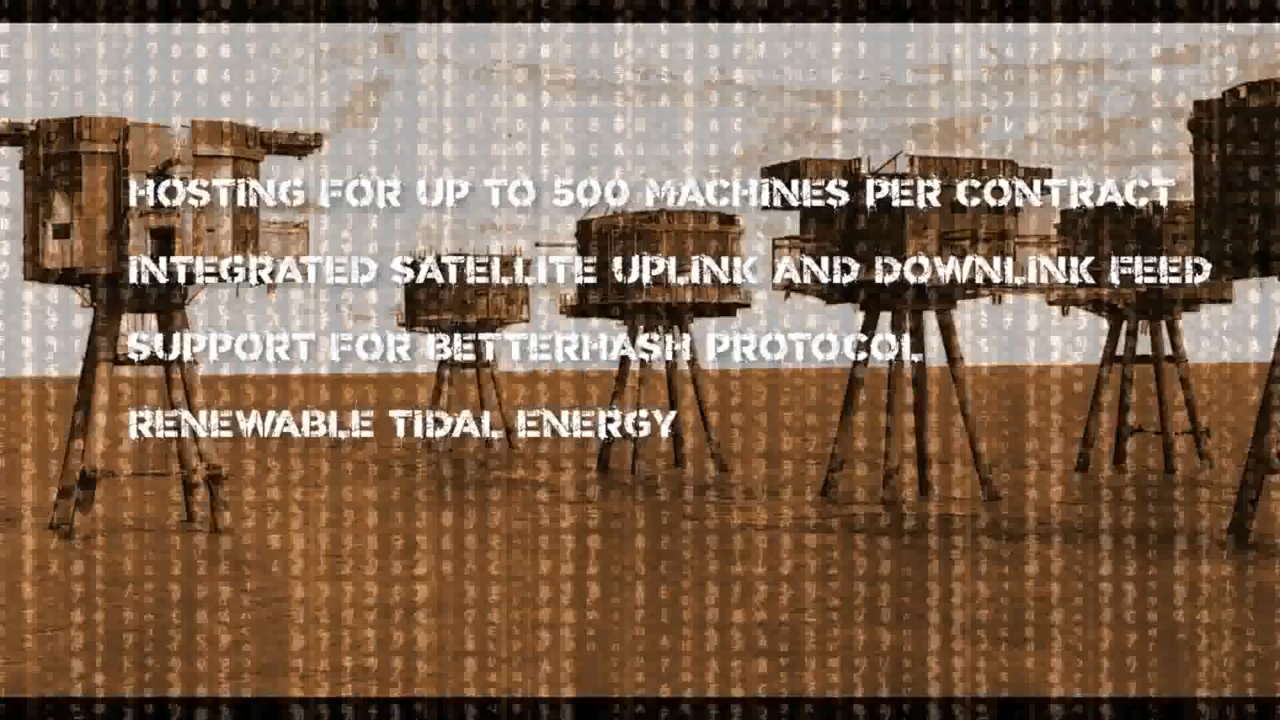 HOSTING FOR UP TO 500 MACHINES PER CONTRACT
INTEGRATED SATELLITE UPLINK AND DOWNLINK FEED
SUPPORT FOR BETTERHASH PROTOCOL
RENEWABLE TIDAL ENERGY